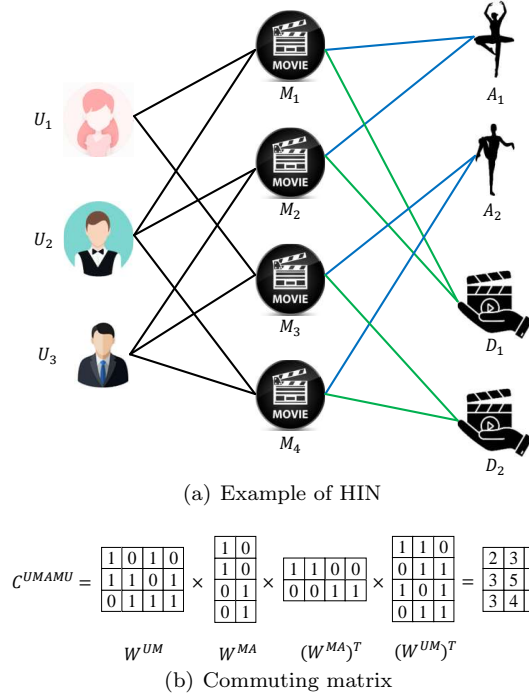 MOVIE
M₁
A₁
U₁
MOVIE
M₂
A₂
U₂
MOVIE
M₃
D₁
U₃
MOVIE
M₄
D₂
(a) Example of HIN
C^{UMAMU} =
1 0 1 0
1 1 0 1
0 1 1 1
×
1 0
1 0
0 1
0 1
×
1 1 0 0
0 0 1 1
×
1 1 0
0 1 1
1 0 1
0 1 1
=
2 3
3 5
3 4
W^{UM} W^{MA} (W^{MA})^T (W^{UM})^T
(b) Commuting matrix